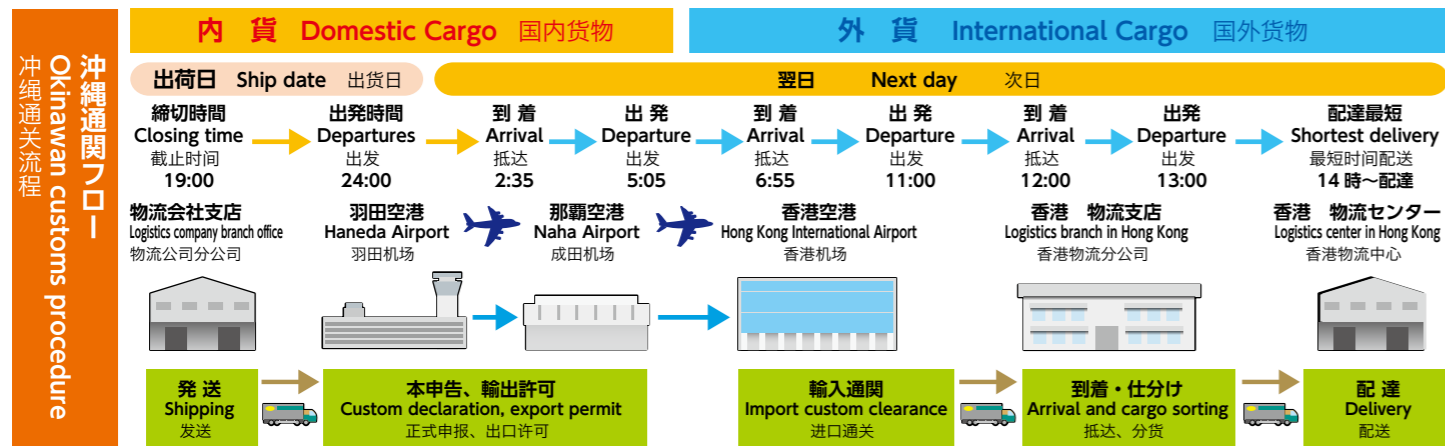 沖縄通関フロー
Okinawan customs procedure
冲绳通关流程
内 貨 Domestic Cargo 国内货物
外 貨 International Cargo 国外货物
出荷日 Ship date 出货日
翌日 Next day 次日
締切時間
Closing time
截止时间
19:00
出発時間
Departures
出发
24:00
到 着
Arrival
抵达
2:35
出 発
Departure
出发
5:05
到 着
Arrival
抵达
6:55
出 発
Departure
出发
11:00
到 着
Arrival
抵达
12:00
出発
Departure
出发
13:00
配達最短
Shortest delivery
最短时间配送
14 時～配達
物流会社支店
Logistics company branch office
物流公司分公司
羽田空港
Haneda Airport
羽田机场
那覇空港
Naha Airport
成田机场
香港空港
Hong Kong International Airport
香港机场
香港 物流支店
Logistics branch in Hong Kong
香港物流分公司
香港 物流センター
Logistics center in Hong Kong
香港物流中心
発 送
Shipping
发送
本申告、輸出許可
Custom declaration, export permit
正式申报、出口许可
輸入通関
Import custom clearance
进口通关
到着・仕分け
Arrival and cargo sorting
抵达、分货
配 達
Delivery
配送